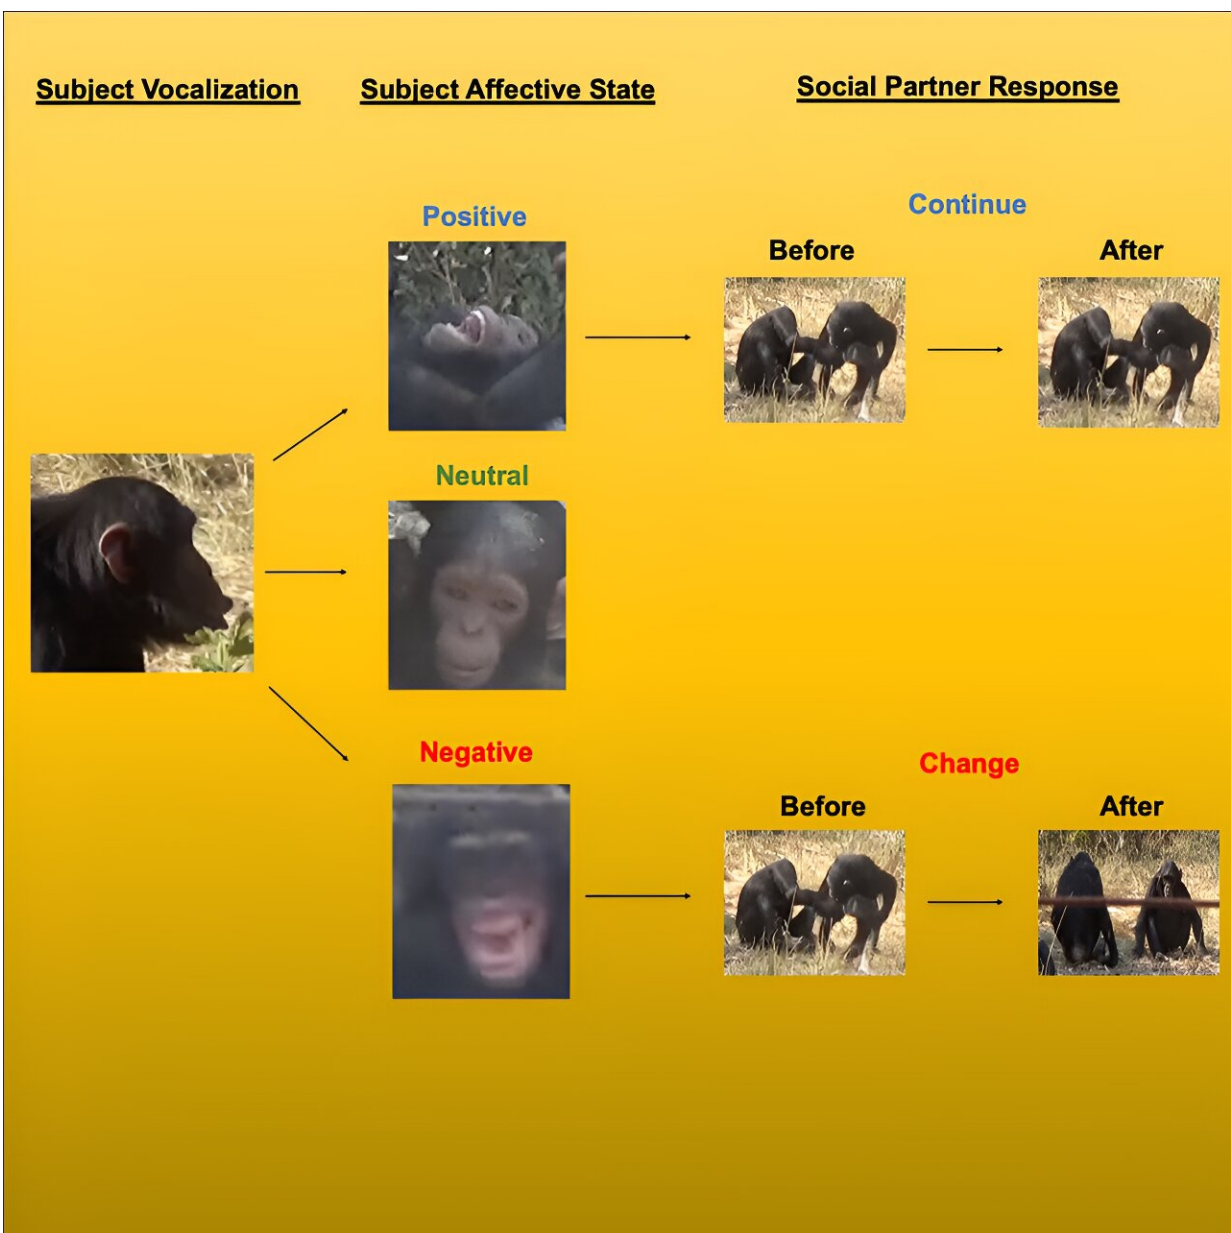 Subject Vocalization
Subject Affective State
Social Partner Response
Positive
Continue
Before
After
Neutral
Negative
Change
Before
After